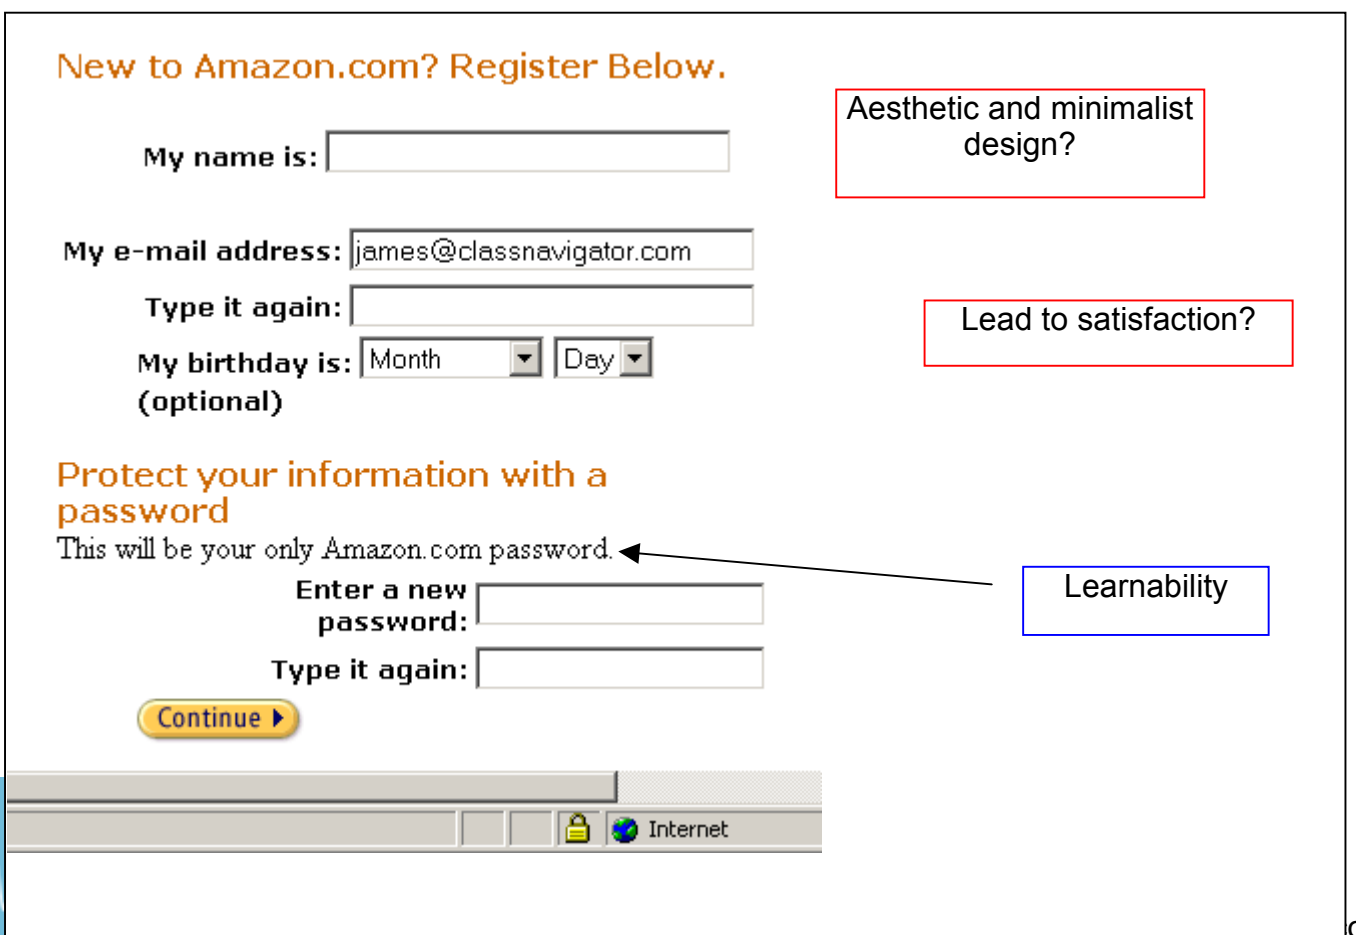 New to Amazon.com? Register Below.
Aesthetic and minimalist
design?
My name is:
My e-mail address: james@classnavigator.com
Type it again:
Lead to satisfaction?
My birthday is: Month Day
(optional)
Protect your information with a
password
This will be your only Amazon.com password.
Learnability
Enter a new
password:
Type it again:
Continue
Internet